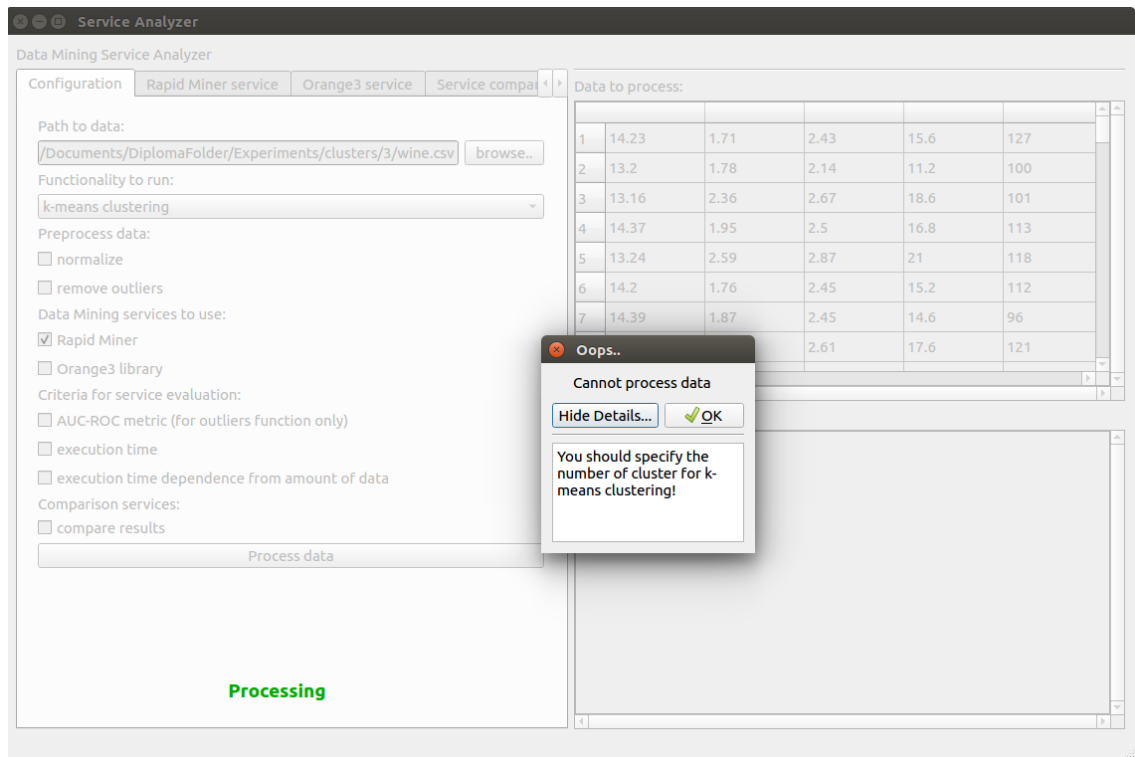 Service Analyzer
Data Mining Service Analyzer
Configuration Rapid Miner service Orange3 service Service compar
Path to data:
/Documents/DiplomaFolder/Experiments/clusters/3/wine.csv browse..
Functionality to run:
k-means clustering
Preprocess data:
normalize
remove outliers
Data Mining services to use:
Rapid Miner
Orange3 library
Criteria for service evaluation:
AUC-ROC metric (for outliers function only)
execution time
execution time dependence from amount of data
Comparison services:
compare results
Process data
Processing
Data to process:
1 14.23 1.71 2.43 15.6 127
2 13.2 1.78 2.14 11.2 100
3 13.16 2.36 2.67 18.6 101
4 14.37 1.95 2.5 16.8 113
5 13.24 2.59 2.87 21 118
6 14.2 1.76 2.45 15.2 112
7 14.39 1.87 2.45 14.6 96
2.61 17.6 121
Oops..
Cannot process data
Hide Details... OK
You should specify the
number of cluster for k-
means clustering!